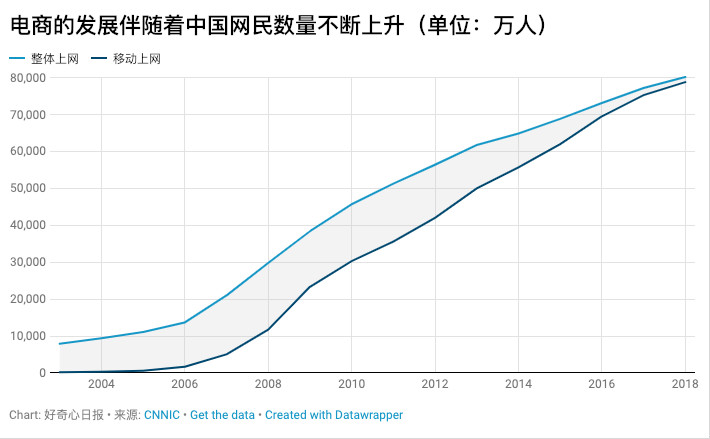 电商的发展伴随着中国网民数量不断上升（单位：万人）
整体上网 移动上网
80,000
70,000
60,000
50,000
40,000
30,000
20,000
10,000
0
2004 2006 2008 2010 2012 2014 2016 2018
Chart: 好奇心日报 • 来源: CNNIC • Get the data • Created with Datawrapper